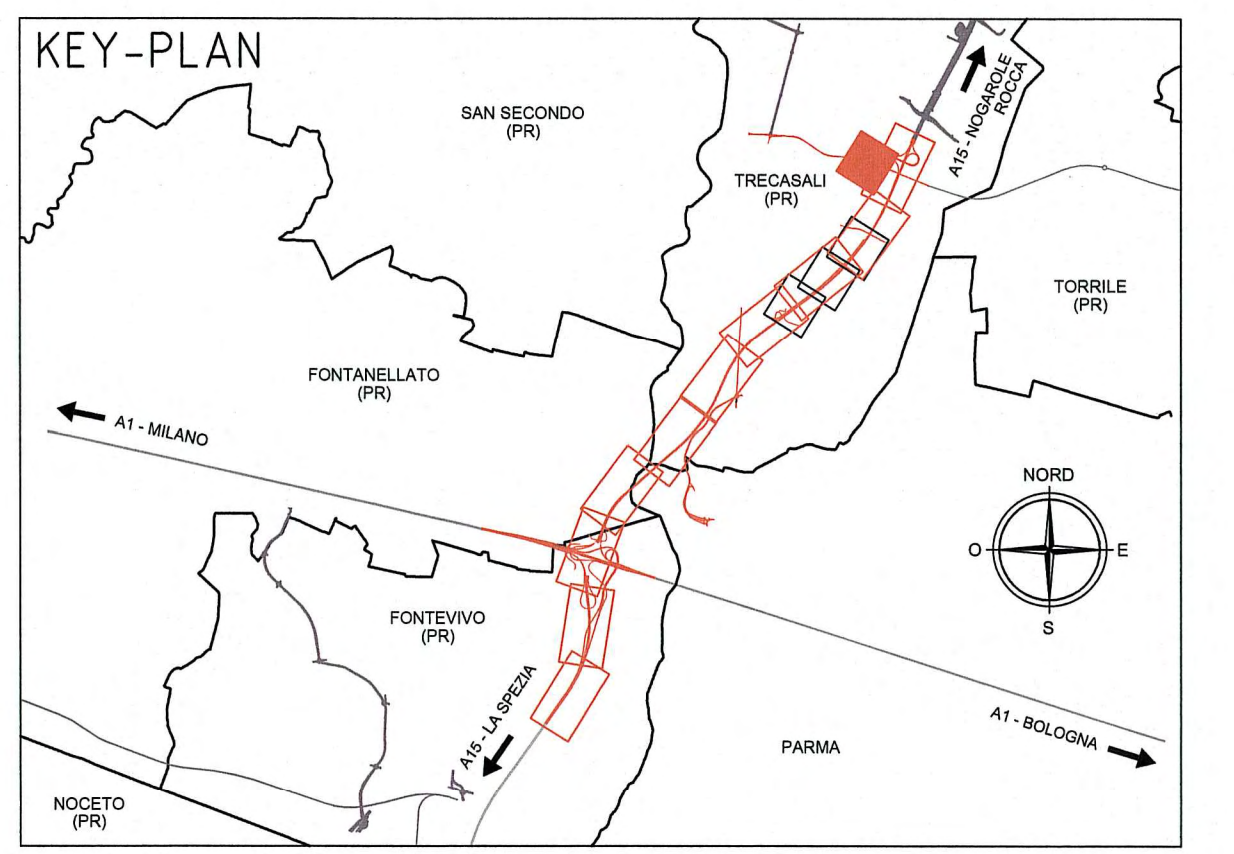 KEY-PLAN
SAN SECONDO
(PR)
A15 - NOGAROLE
ROCCA
TRECASALI
(PR)
TORRILE
(PR)
FONTANELLATO
(PR)
A1 - MILANO
NORD
O
E
S
FONTEVIVO
(PR)
A15 - LA SPEZIA
A1 - BOLOGNA
PARMA
NOCETO
(PR)